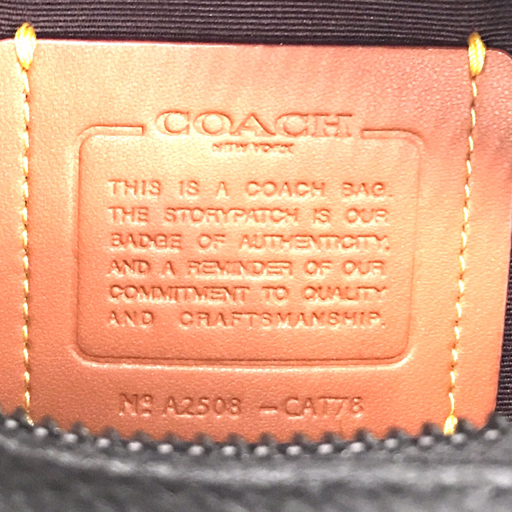 COACH
NEW YORK
THIS IS A COACH BAG.
THE STORYPATCH IS OUR
BADGE OF AUTHENTICITY,
AND A REMINDER OF OUR
COMMITMENT TO QUALITY
AND CRAFTSMANSHIP.
Nº A2508 - CAT78